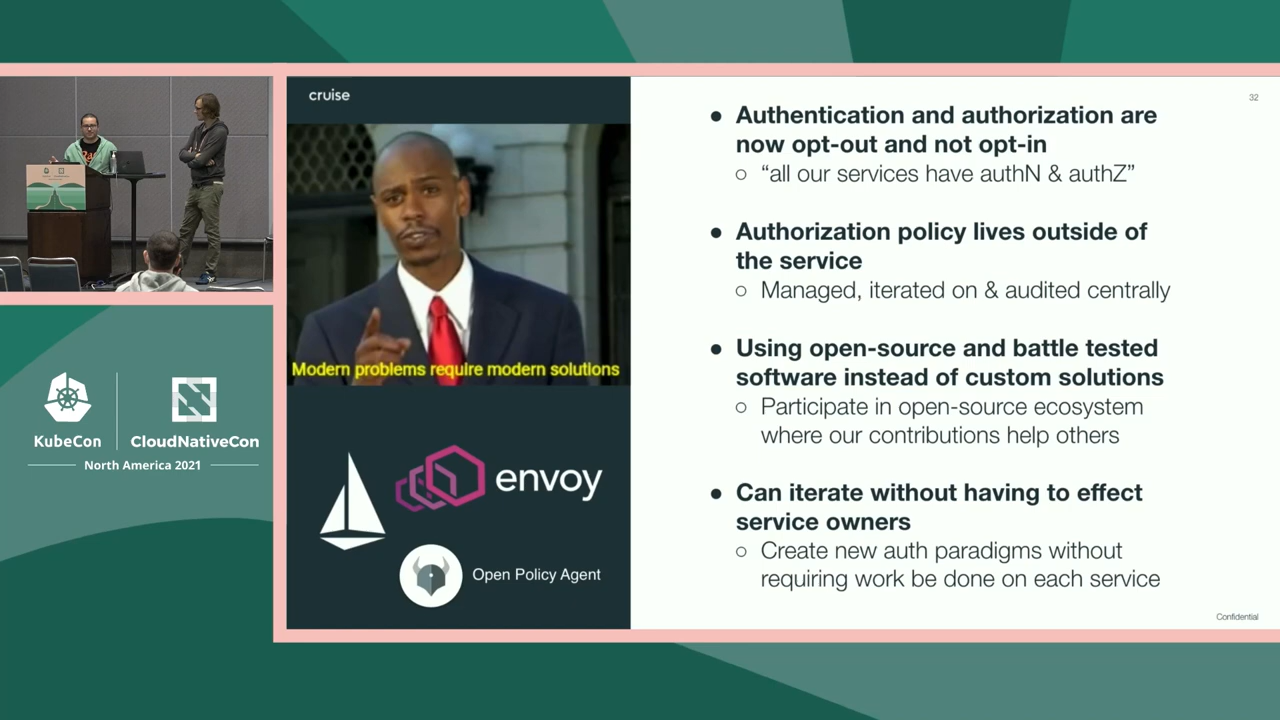 cruise
32
Modern problems require modern solutions
envoy
Open Policy Agent
● Authentication and authorization are
now opt-out and not opt-in
○ “all our services have authN & authZ”
● Authorization policy lives outside of
the service
○ Managed, iterated on & audited centrally
● Using open-source and battle tested
software instead of custom solutions
○ Participate in open-source ecosystem
where our contributions help others
● Can iterate without having to effect
service owners
○ Create new auth paradigms without
requiring work be done on each service
Confidential
KubeCon
CloudNativeCon
North America 2021